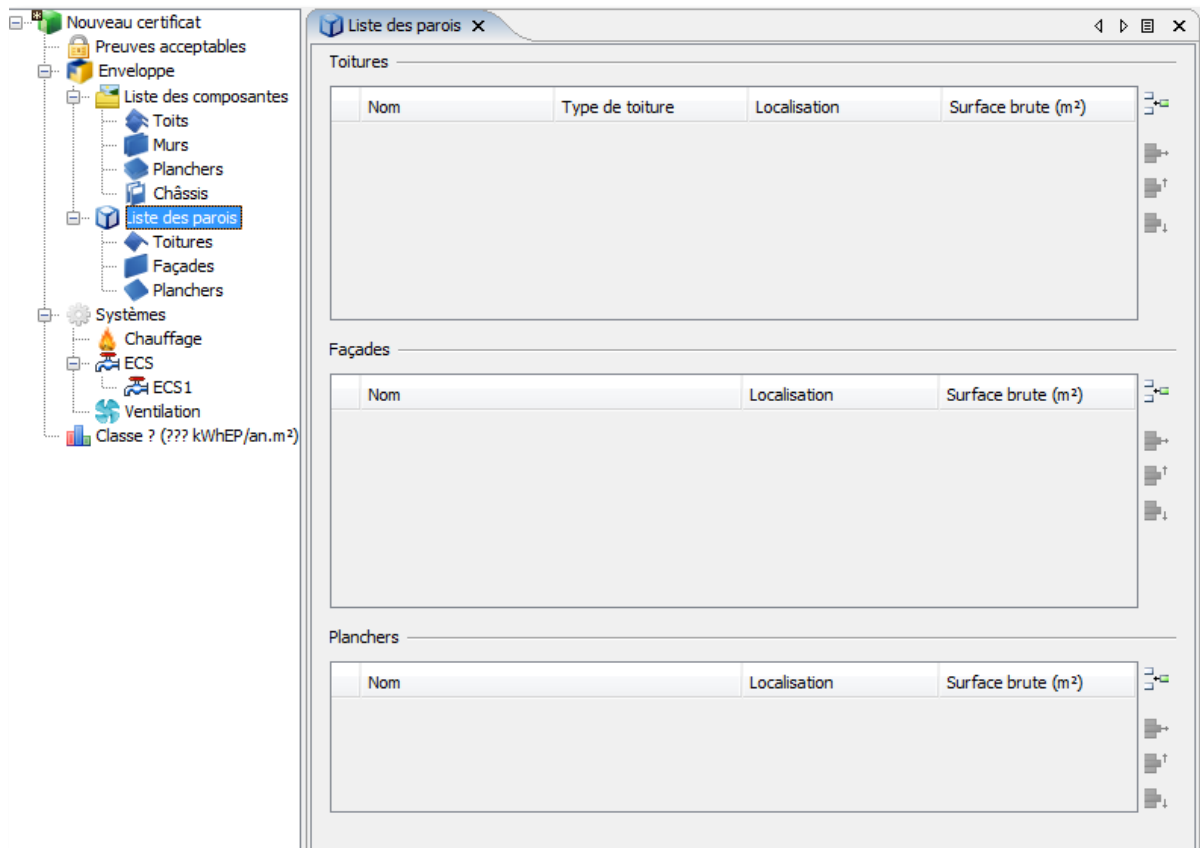 Nouveau certificat
Preuves acceptables
Enveloppe
Liste des composantes
Toits
Murs
Planchers
Châssis
Liste des parois
Toitures
Façades
Planchers
Systèmes
Chauffage
ECS
ECS1
Ventilation
Classe ? (??? kWhEP/an.m²)
Liste des parois
Toitures
Nom Type de toiture Localisation Surface brute (m²)
Façades
Nom Localisation Surface brute (m²)
Planchers
Nom Localisation Surface brute (m²)